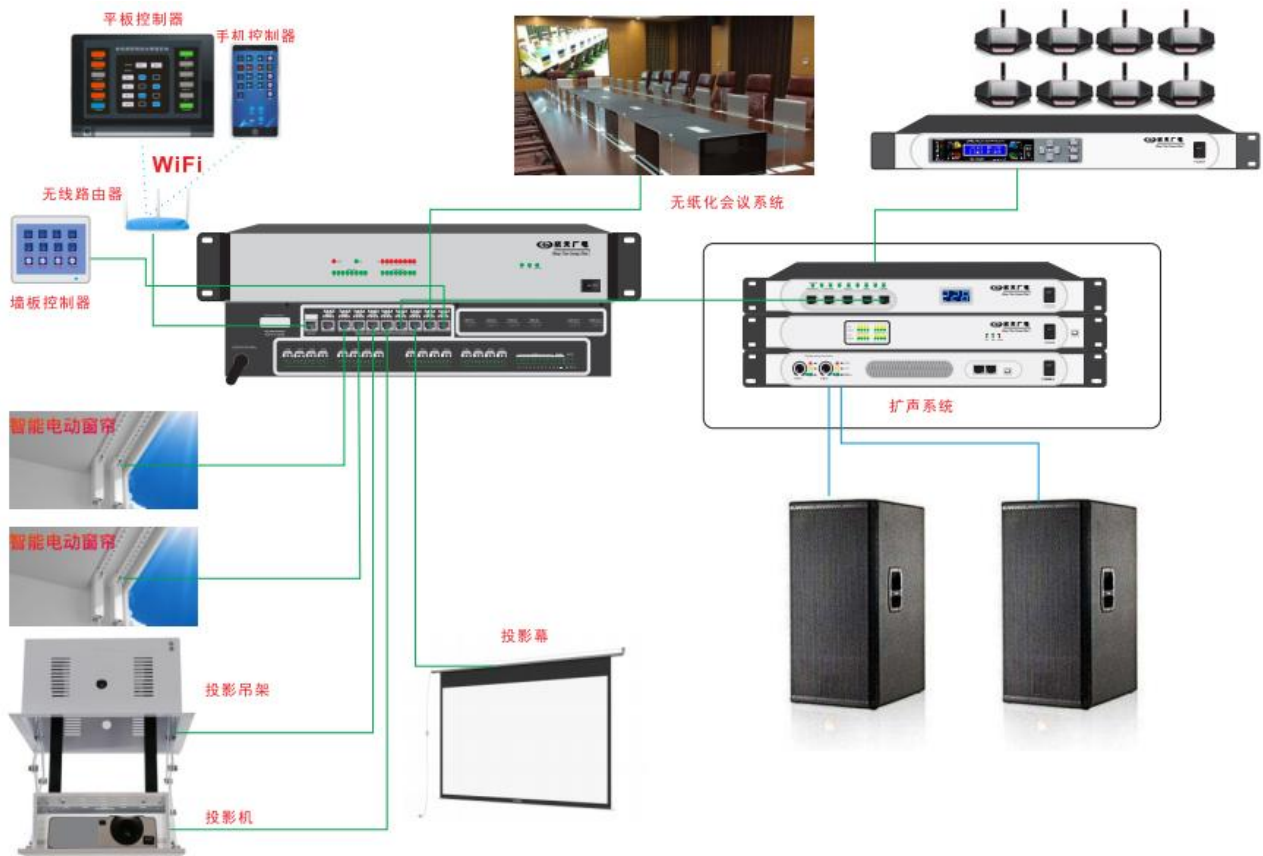 平板控制器
手机控制器
WiFi
无线路由器
墙板控制器
无纸化会议系统
扩声系统
智能电动窗帘
智能电动窗帘
投影吊架
投影机
投影幕